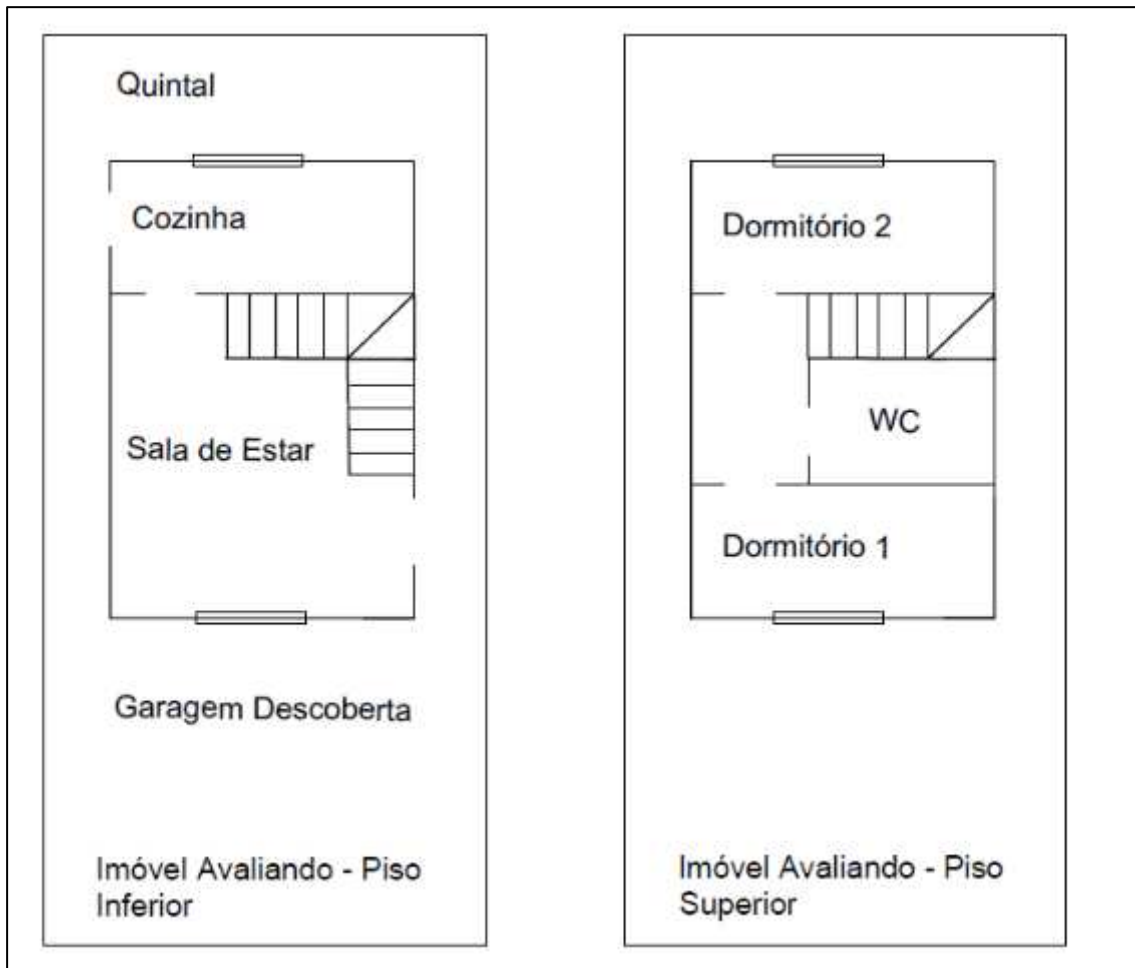 Quintal
Cozinha
Sala de Estar
Garagem Descoberta
Imóvel Avaliando - Piso
Inferior
Dormitório 2
WC
Dormitório 1
Imóvel Avaliando - Piso
Superior